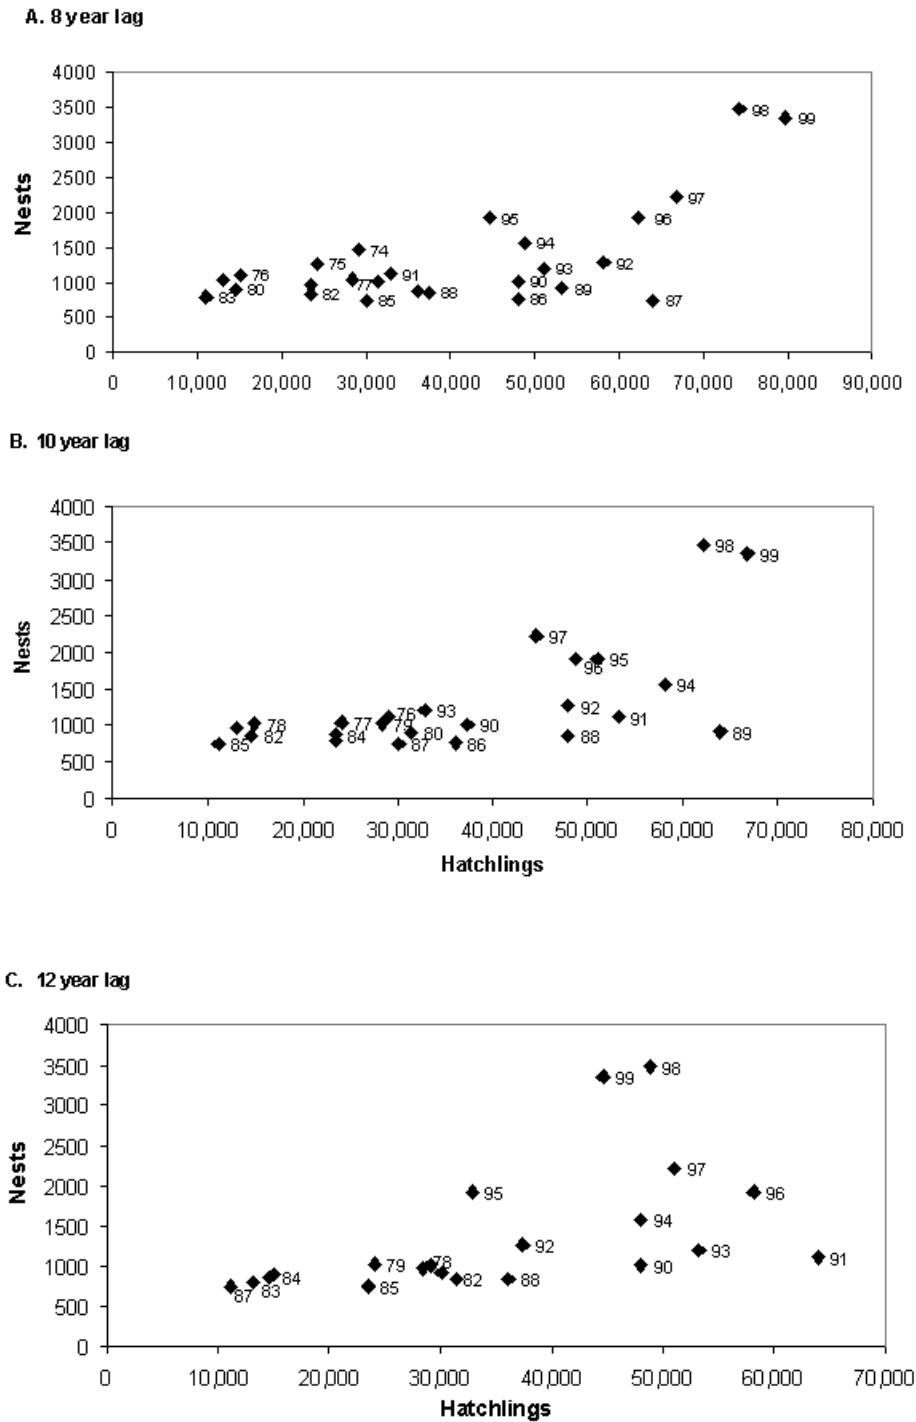 A. 8 year lag
4000
3500 98
99
3000
Nests
2500
97
2000 95 96
94
1500 74
75 93 92
76 91
1000 77 90
80 88 89
83 82 85 86 87
500
0
0 10,000 20,000 30,000 40,000 50,000 60,000 70,000 80,000 90,000
B. 10 year lag
4000
3500 98
99
3000
Nests
2500
97
2000
96 95
1500 94
76 93 92
91
1000 78 77 79 90
82 84 80 88 89
85 87 86
500
0
0 10,000 20,000 30,000 40,000 50,000 60,000 70,000 80,000
Hatchlings
C. 12 year lag
4000
3500 98
99
3000
Nests
2500
97
2000 95 96
1500 94
92 93
91
1000 79 78 90
84 82 88
83 85
87
500
0
0 10,000 20,000 30,000 40,000 50,000 60,000 70,000
Hatchlings